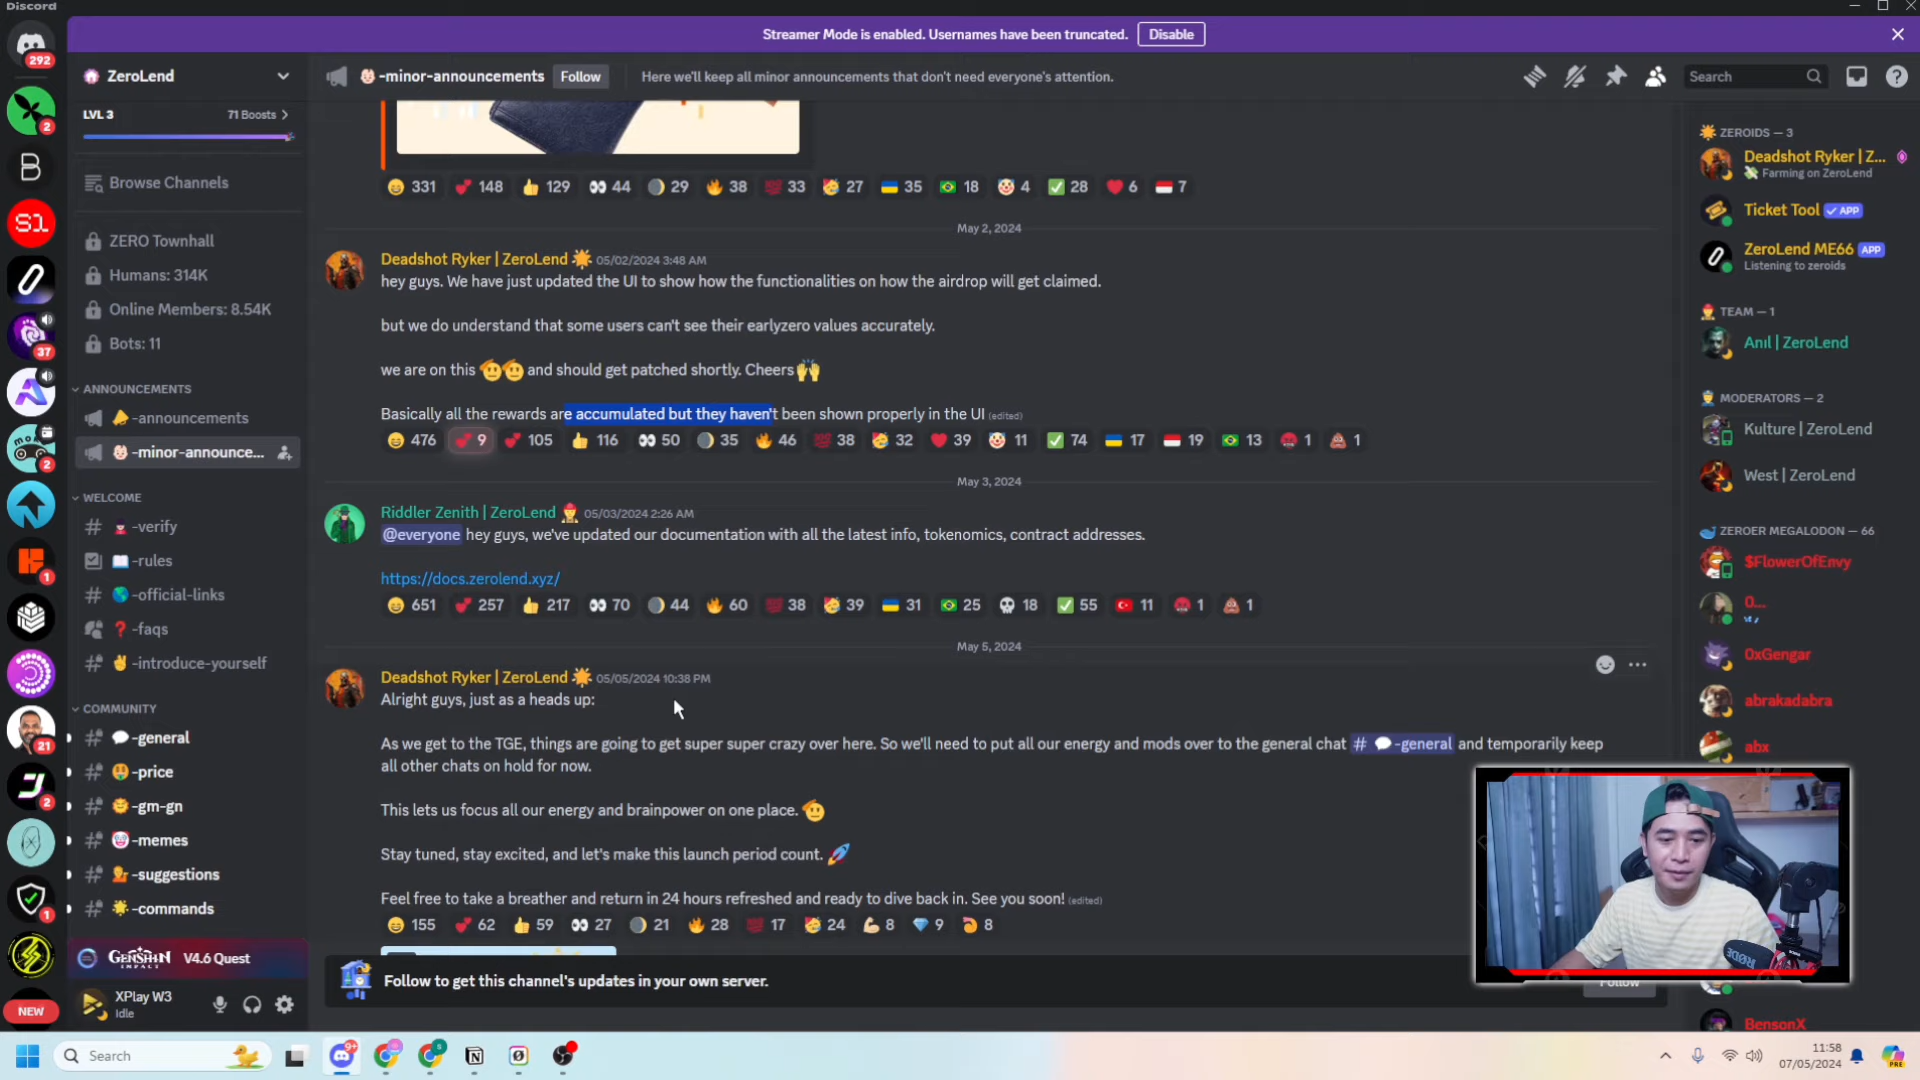 Discord
Streamer Mode is enabled. Usernames have been truncated. Disable
292
ZeroLend
LVL 3 71 Boosts
Browse Channels
ZERO Townhall
Humans: 314K
Online Members: 8.54K
Bots: 11
ANNOUNCEMENTS
-announcements
-minor-announce...
WELCOME
-verify
-rules
-official-links
-faqs
-introduce-yourself
COMMUNITY
-general
-price
-gm-gn
-memes
-suggestions
-commands
GENSHIN IMPACT V4.6 Quest
XPlay W3
Idle
2
B
S1
37
2
1
21
2
1
NEW
-minor-announcements Follow Here we'll keep all minor announcements that don't need everyone's attention.
Search
331 148 129 44 29 38 33 27 35 18 4 28 6 7
May 2, 2024
Deadshot Ryker | ZeroLend 05/02/2024 3:48 AM
hey guys. We have just updated the UI to show how the functionalities on how the airdrop will get claimed.
but we do understand that some users can't see their earlyzero values accurately.
we are on this and should get patched shortly. Cheers
Basically all the rewards are accumulated but they haven't been shown properly in the UI (edited)
476 9 105 116 50 35 46 38 32 39 11 74 17 19 13 1 1
May 3, 2024
Riddler Zenith | ZeroLend 05/03/2024 2:26 AM
@everyone hey guys, we've updated our documentation with all the latest info, tokenomics, contract addresses.
https://docs.zerolend.xyz/
651 257 217 70 44 60 38 39 31 25 18 55 11 1 1
May 5, 2024
Deadshot Ryker | ZeroLend 05/05/2024 10:38 PM
Alright guys, just as a heads up:
As we get to the TGE, things are going to get super super crazy over here. So we'll need to put all our energy and mods over to the general chat # -general and temporarily keep
all other chats on hold for now.
This lets us focus all our energy and brainpower on one place.
Stay tuned, stay excited, and let's make this launch period count.
Feel free to take a breather and return in 24 hours refreshed and ready to dive back in. See you soon! (edited)
155 62 59 27 21 28 17 24 8 9 8
Follow to get this channel's updates in your own server.
Follow
ZEROIDS — 3
Deadshot Ryker | Z...
Farming on ZeroLend
Ticket Tool APP
ZeroLend ME66 APP
Listening to zeroids
TEAM — 1
Anıl | ZeroLend
MODERATORS — 2
Kulture | ZeroLend
West | ZeroLend
ZEROER MEGALODON — 66
$FlowerOfEnvy
0...
0xGengar
abrakadabra
abx
RØDE
BensonX
Search
9+
11:58
07/05/2024
PRE